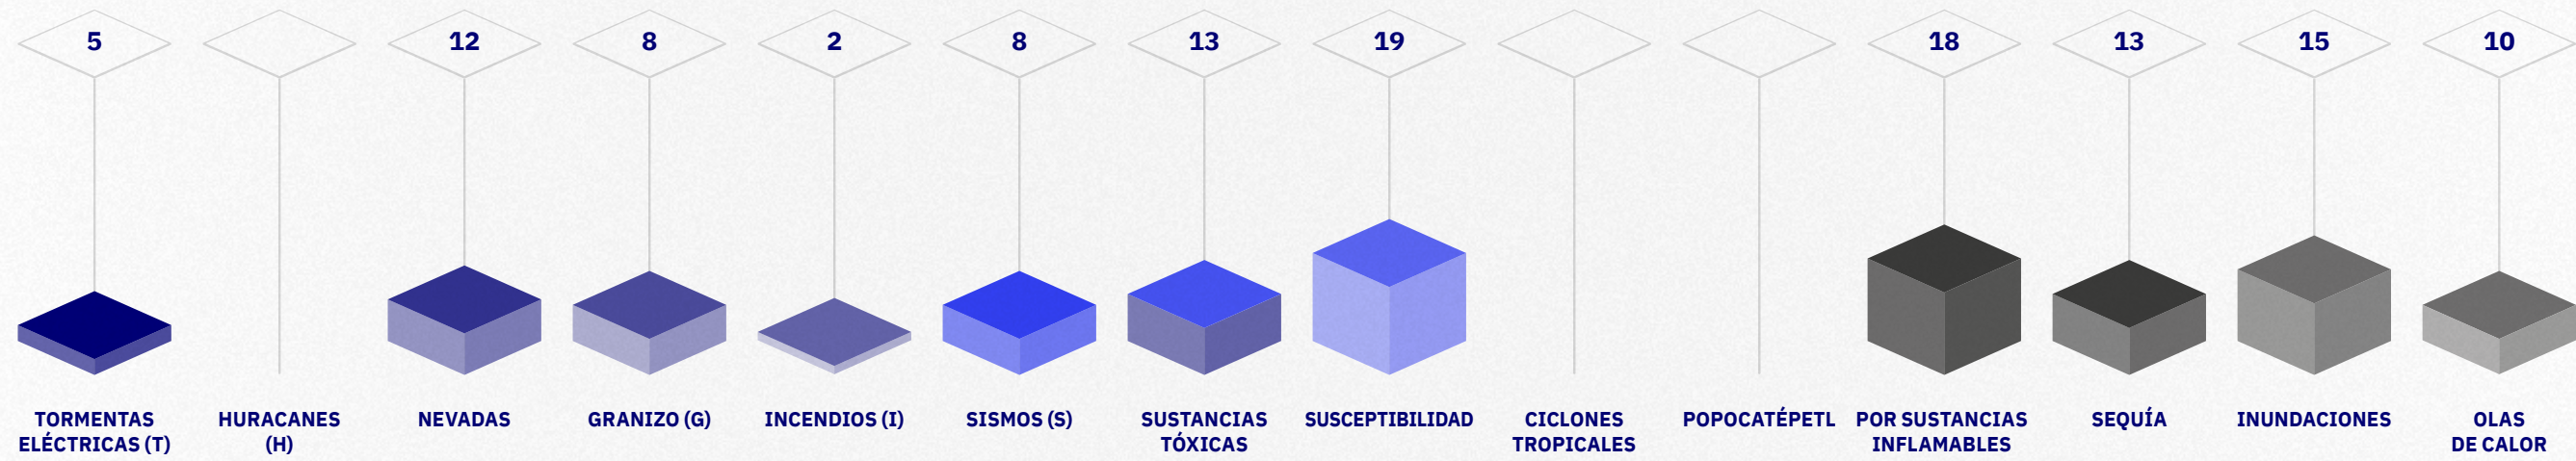 5 12 8 2 8 13 19 18 13 15 10
TORMENTAS HURACANES NEVADAS GRANIZO (G) INCENDIOS (I) SISMOS (S) SUSTANCIAS SUSCEPTIBILIDAD CICLONES POPOCATÉPETL POR SUSTANCIAS SEQUÍA INUNDACIONES OLAS
ELÉCTRICAS (T) (H) TÓXICAS TROPICALES INFLAMABLES DE CALOR